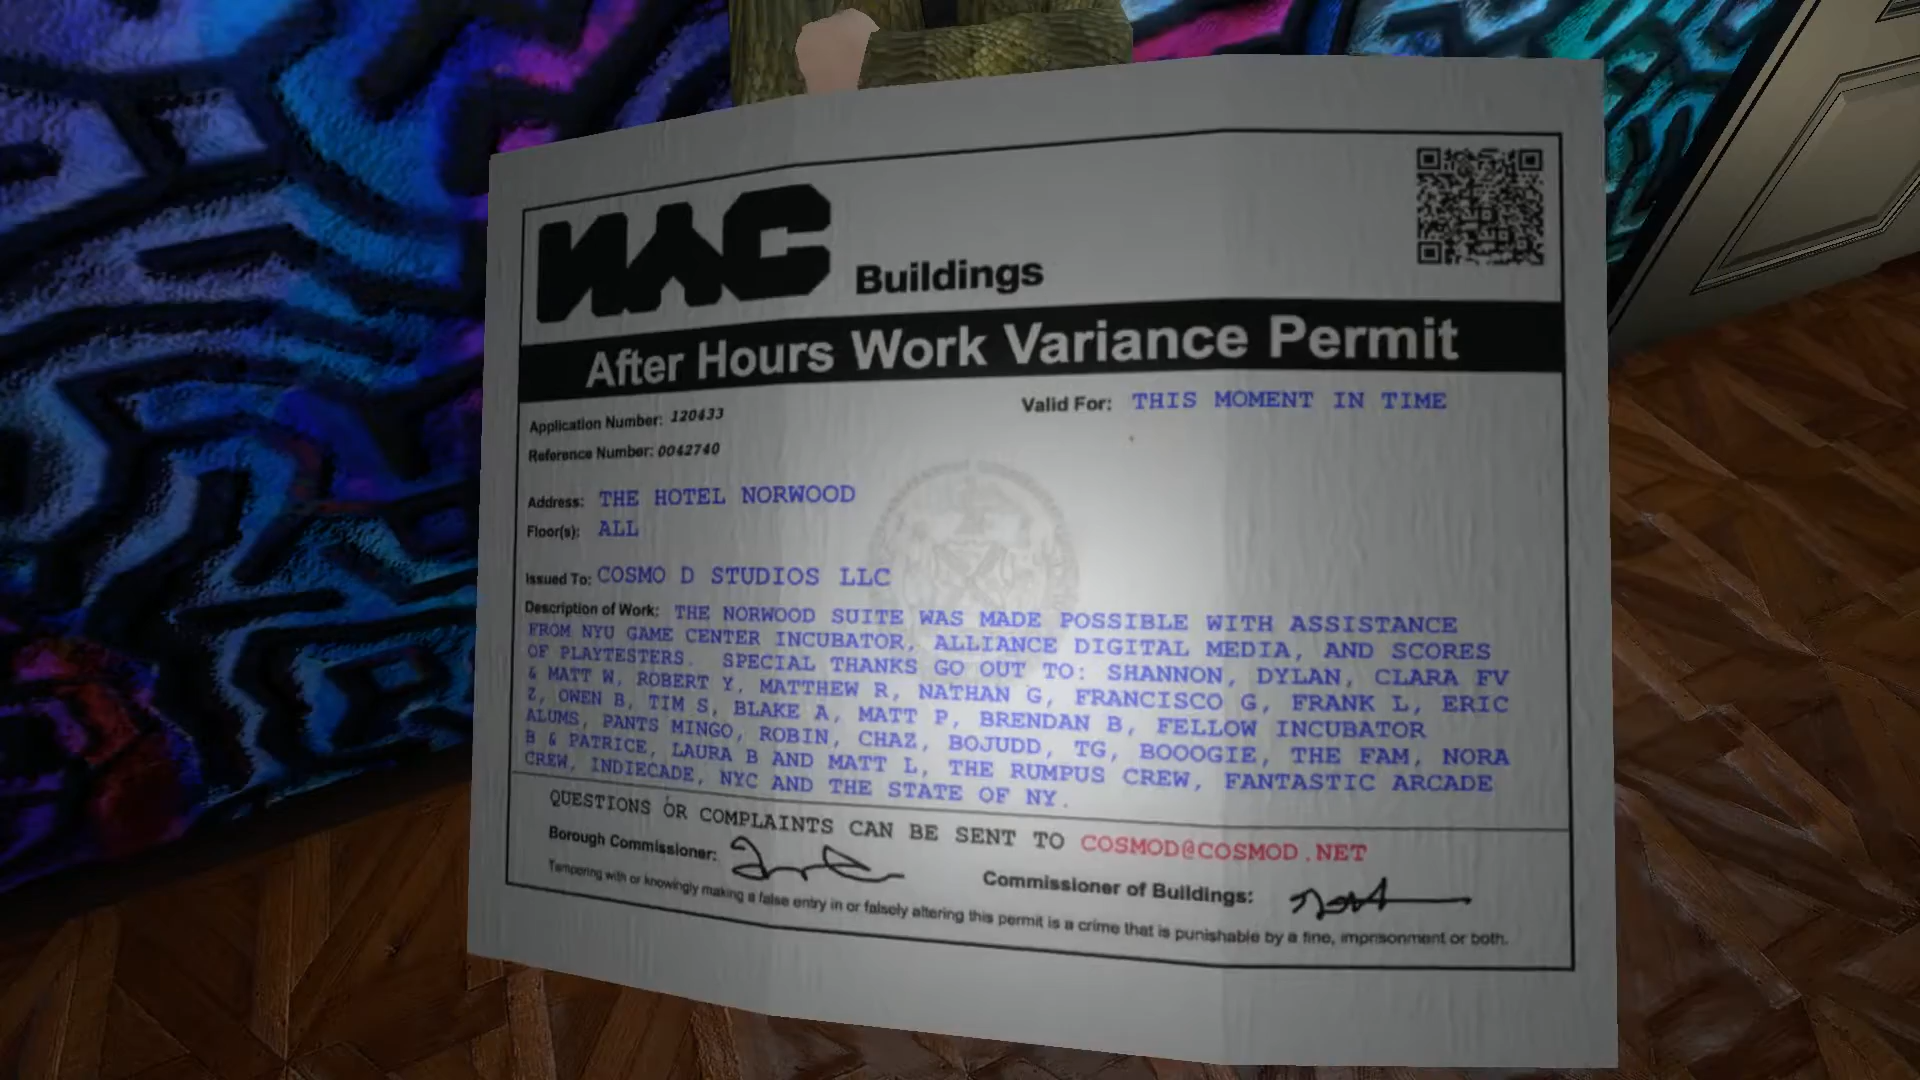 NYC Buildings
After Hours Work Variance Permit
Application Number: 120433
Valid For: THIS MOMENT IN TIME
Reference Number: 0042740
Address: THE HOTEL NORWOOD
Floor(s): ALL
Issued To: COSMO D STUDIOS LLC
Description of Work: THE NORWOOD SUITE WAS MADE POSSIBLE WITH ASSISTANCE
FROM NYU GAME CENTER INCUBATOR, ALLIANCE DIGITAL MEDIA, AND SCORES
OF PLAYTESTERS. SPECIAL THANKS GO OUT TO: SHANNON, DYLAN, CLARA FV
& MATT W, ROBERT Y, MATTHEW R, NATHAN G, FRANCISCO G, FRANK L, ERIC
Z, OWEN B, TIM S, BLAKE A, MATT P, BRENDAN B, FELLOW INCUBATOR
ALUMS, PANTS MINGO, ROBIN, CHAZ, BOJUDD, TG, BOOOGIE, THE FAM, NORA
B & PATRICE, LAURA B AND MATT L, THE RUMPUS CREW, FANTASTIC ARCADE
CREW, INDIECADE, NYC AND THE STATE OF NY.
QUESTIONS OR COMPLAINTS CAN BE SENT TO COSMOD@COSMOD.NET
Borough Commissioner:
Commissioner of Buildings:
Tampering with or knowingly making a false entry in or falsely altering this permit is a crime that is punishable by a fine, imprisonment or both.